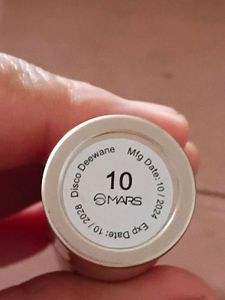 Disco Deewane
Mfg Date: 10 / 2024
Exp Date: 10 / 2028
10
MARS